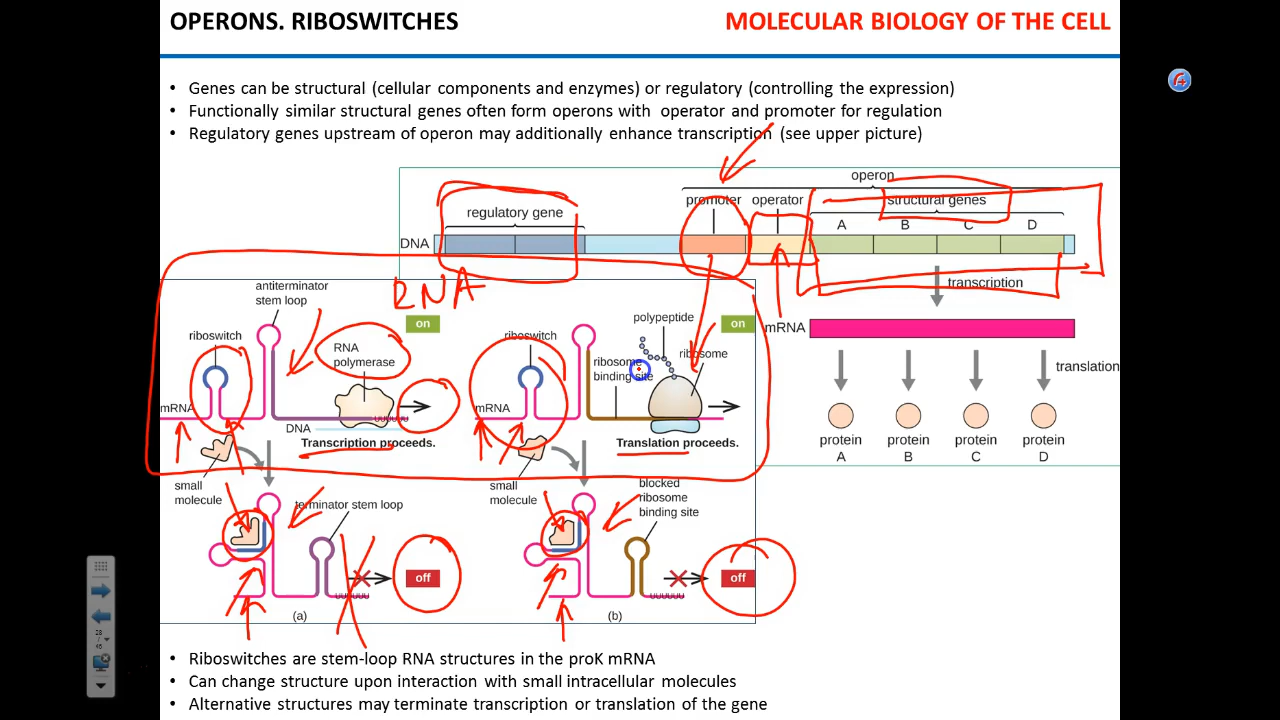 OPERONS. RIBOSWITCHES
MOLECULAR BIOLOGY OF THE CELL
• Genes can be structural (cellular components and enzymes) or regulatory (controlling the expression)
• Functionally similar structural genes often form operons with operator and promoter for regulation
• Regulatory genes upstream of operon may additionally enhance transcription (see upper picture)
operon
promoter operator structural genes
regulatory gene
A B C D
DNA
transcription
mRNA
translation
protein A
protein B
protein C
protein D
RNA
antiterminator
stem loop
on
riboswitch
RNA
polymerase
mRNA
DNA
Transcription proceeds.
small
molecule
terminator stem loop
off
UUUUUU
(a)
on
polypeptide
riboswitch
ribosome
ribosome
binding site
mRNA
Translation proceeds.
small
molecule
blocked
ribosome
binding site
off
UUUUUU
(b)
• Riboswitches are stem-loop RNA structures in the proK mRNA
• Can change structure upon interaction with small intracellular molecules
• Alternative structures may terminate transcription or translation of the gene